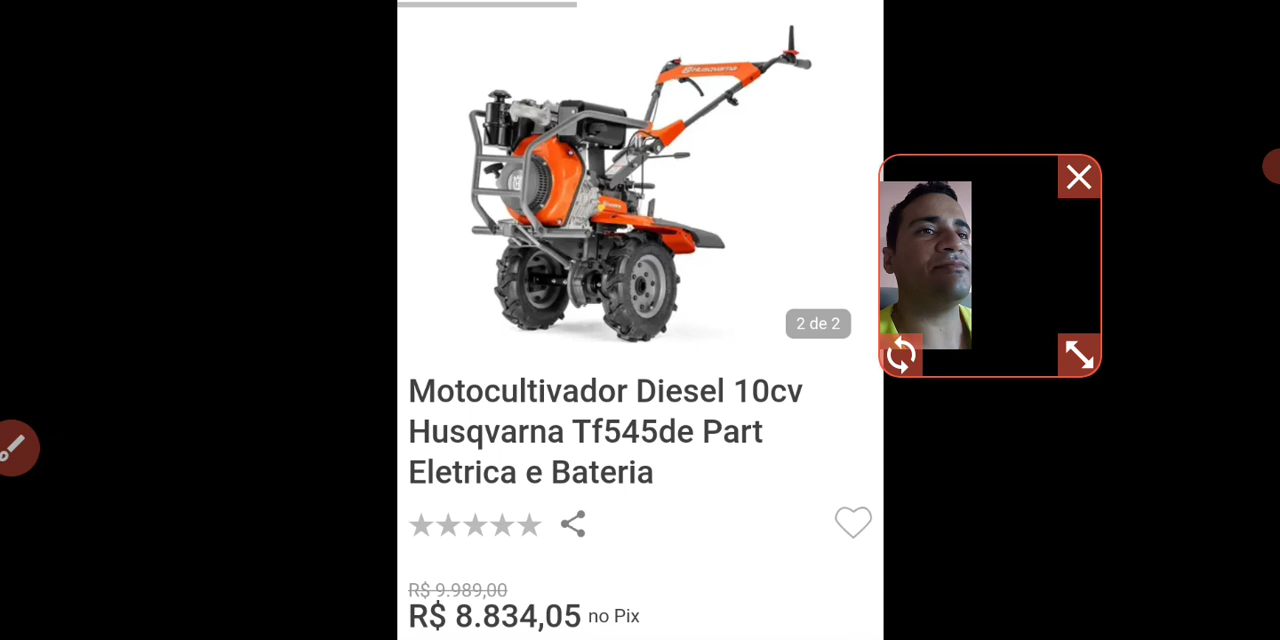 Husqvarna
2 de 2
Motocultivador Diesel 10cv
Husqvarna Tf545de Part
Eletrica e Bateria
R$ 9.989,00
R$ 8.834,05 no Pix